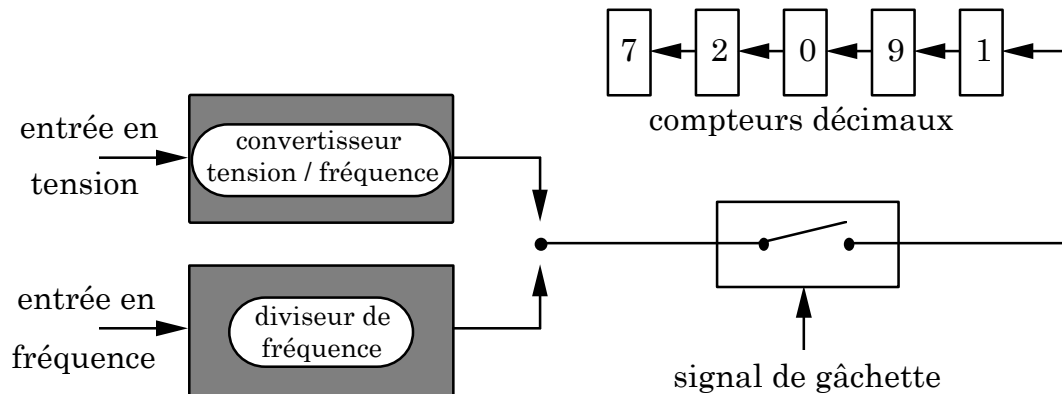 7 2 0 9 1
compteurs décimaux
entrée en
tension
convertisseur
tension / fréquence
entrée en
fréquence
diviseur de
fréquence
signal de gâchette